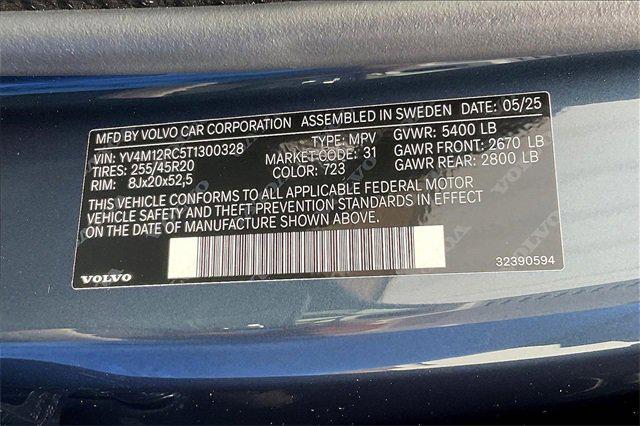 MFD BY VOLVO CAR CORPORATION ASSEMBLED IN SWEDEN DATE: 05/25
VIN: YV4M12RC5T1300328 TYPE: MPV GVWR: 5400 LB
TIRES: 255/45R20 MARKET CODE: 31 GAWR FRONT: 2670 LB
RIM: 8Jx20x52,5 COLOR: 723 GAWR REAR: 2800 LB
THIS VEHICLE CONFORMS TO ALL APPLICABLE FEDERAL MOTOR
VEHICLE SAFETY AND THEFT PREVENTION STANDARDS IN EFFECT
ON THE DATE OF MANUFACTURE SHOWN ABOVE.
VOLVO 32390594